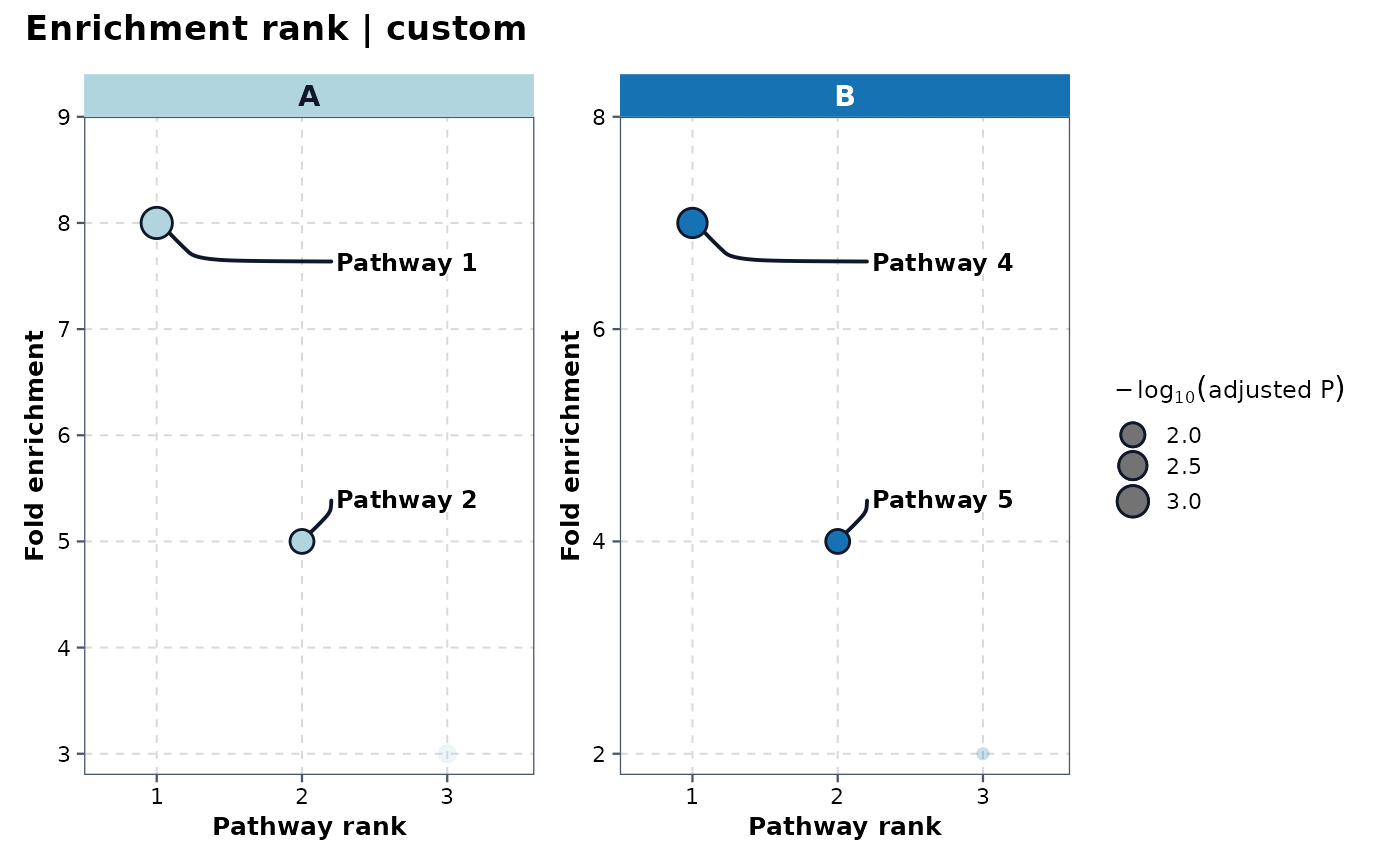 Enrichment rank | custom
A
B
9
8
7
6
5
4
3
8
6
4
2
Fold enrichment
Fold enrichment
Pathway 1
Pathway 2
Pathway 4
Pathway 5
1 2 3
1 2 3
Pathway rank
Pathway rank
−log₁₀(adjusted P)
2.0
2.5
3.0